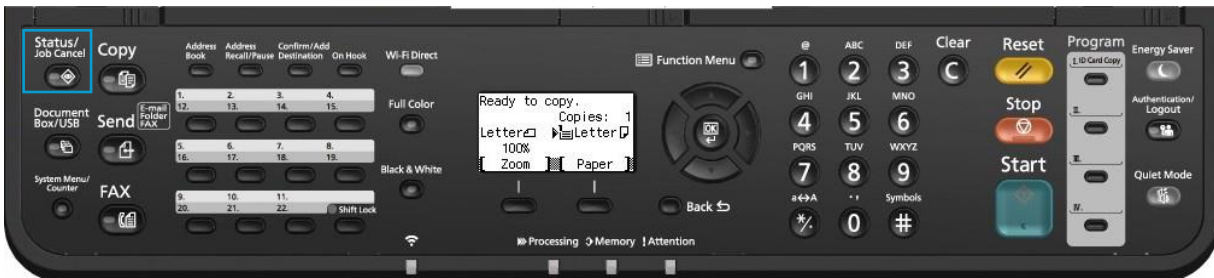 Status/
Job Cancel
Copy
Address
Book
Address
Recall/Pause
Confirm/Add
Destination
On Hook
Wi-Fi Direct
Function Menu
@
ABC
DEF
Clear
Reset
Program
Energy Saver
1
2
3
C
I. ID Card Copy
Document
Box/USB
Send
E-mail
Folder
FAX
1. 2. 3. 4.
12. 13. 14. 15.
Full Color
Ready to copy.
Copies: 1
Letter Letter
100%
[ Zoom ] [ Paper ]
OK
GHI
JKL
MNO
4
5
6
Stop
II.
Authentication/
Logout
5. 6. 7. 8.
16. 17. 18. 19.
Black & White
PQRS
TUV
WXYZ
7
8
9
Start
III.
Quiet Mode
System Menu/
Counter
FAX
9. 10. 11.
20. 21. 22. Shift Lock
Back
a↔A
Symbols
*/.
0
#
IV.
Processing Memory ! Attention